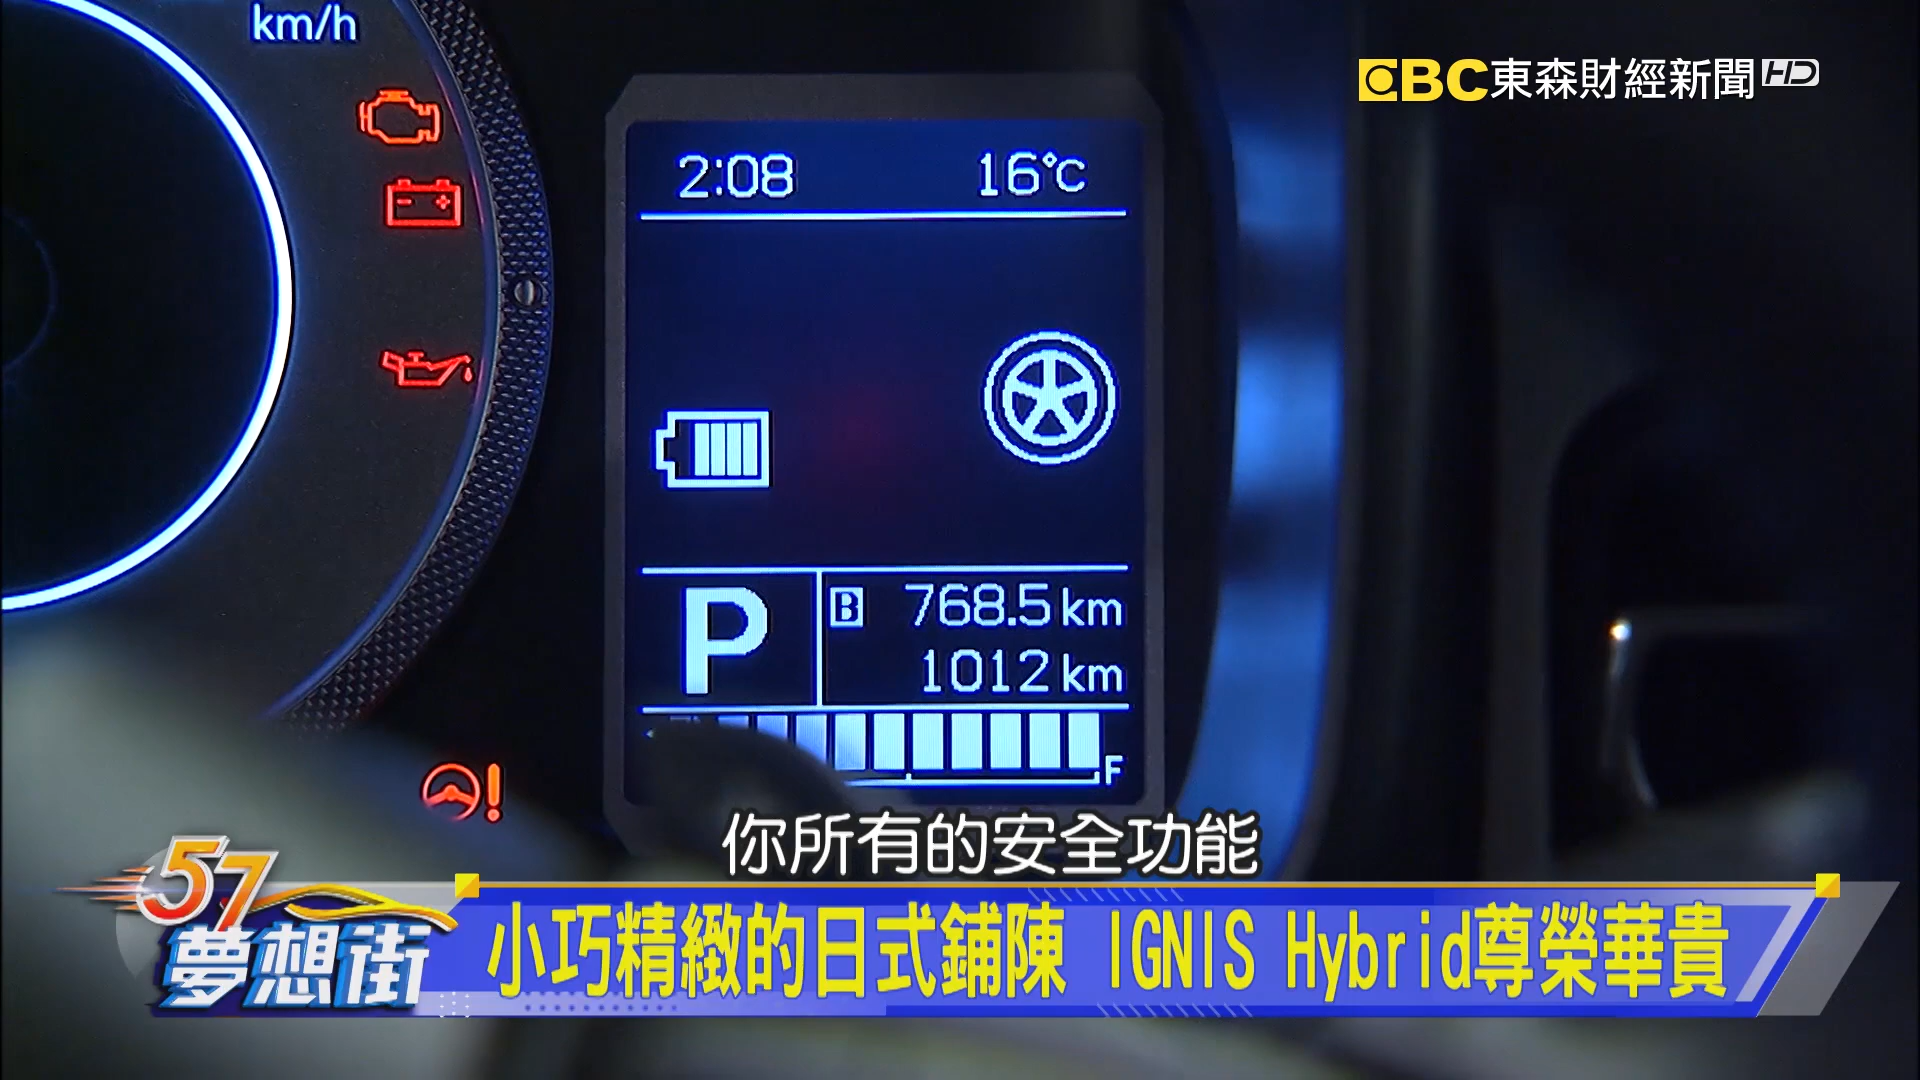 km/h
EBC東森財經新聞HD
2:08 16℃
P
B 768.5 km
1012 km
F
你所有的安全功能
57夢想街
小巧精緻的日式鋪陳 IGNIS Hybrid尊榮華貴